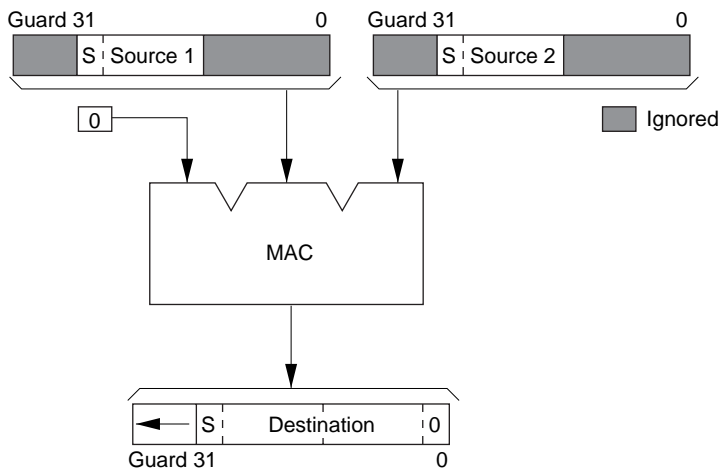 Guard 31 0
Guard 31 0
S Source 1
S Source 2
0
Ignored
MAC
S Destination 0
Guard 31 0